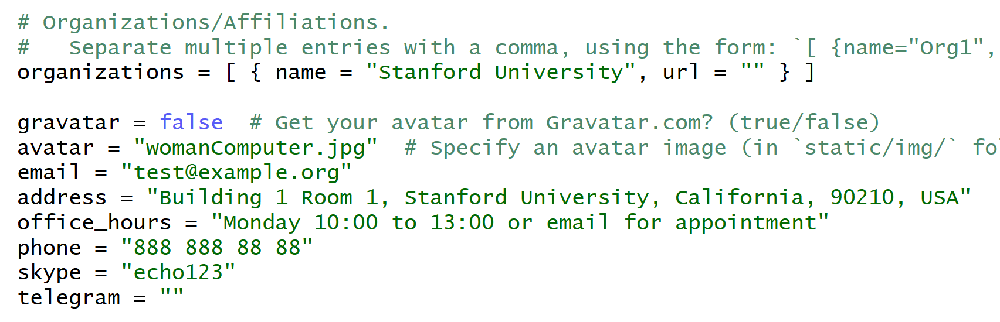 # Organizations/Affiliations.
#   Separate multiple entries with a comma, using the form: `[ {name="Org1",
organizations = [ { name = "Stanford University", url = "" } ]
gravatar = false  # Get your avatar from Gravatar.com? (true/false)
avatar = "womanComputer.jpg"  # Specify an avatar image (in `static/img/` fo
email = "test@example.org"
address = "Building 1 Room 1, Stanford University, California, 90210, USA"
office_hours = "Monday 10:00 to 13:00 or email for appointment"
phone = "888 888 88 88"
skype = "echo123"
telegram = ""